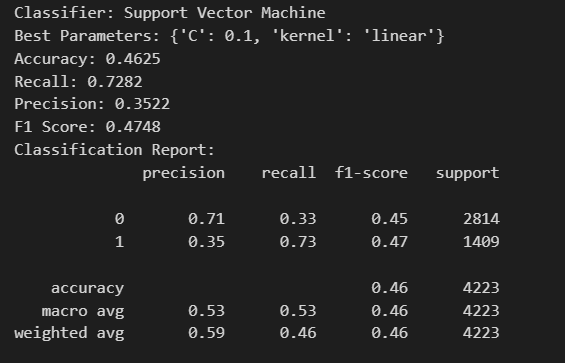 Classifier: Support Vector Machine
Best Parameters: {'C': 0.1, 'kernel': 'linear'}
Accuracy: 0.4625
Recall: 0.7282
Precision: 0.3522
F1 Score: 0.4748
Classification Report:
              precision    recall  f1-score   support

           0       0.71      0.33      0.45      2814
           1       0.35      0.73      0.47      1409

    accuracy                           0.46      4223
   macro avg       0.53      0.53      0.46      4223
weighted avg       0.59      0.46      0.46      4223